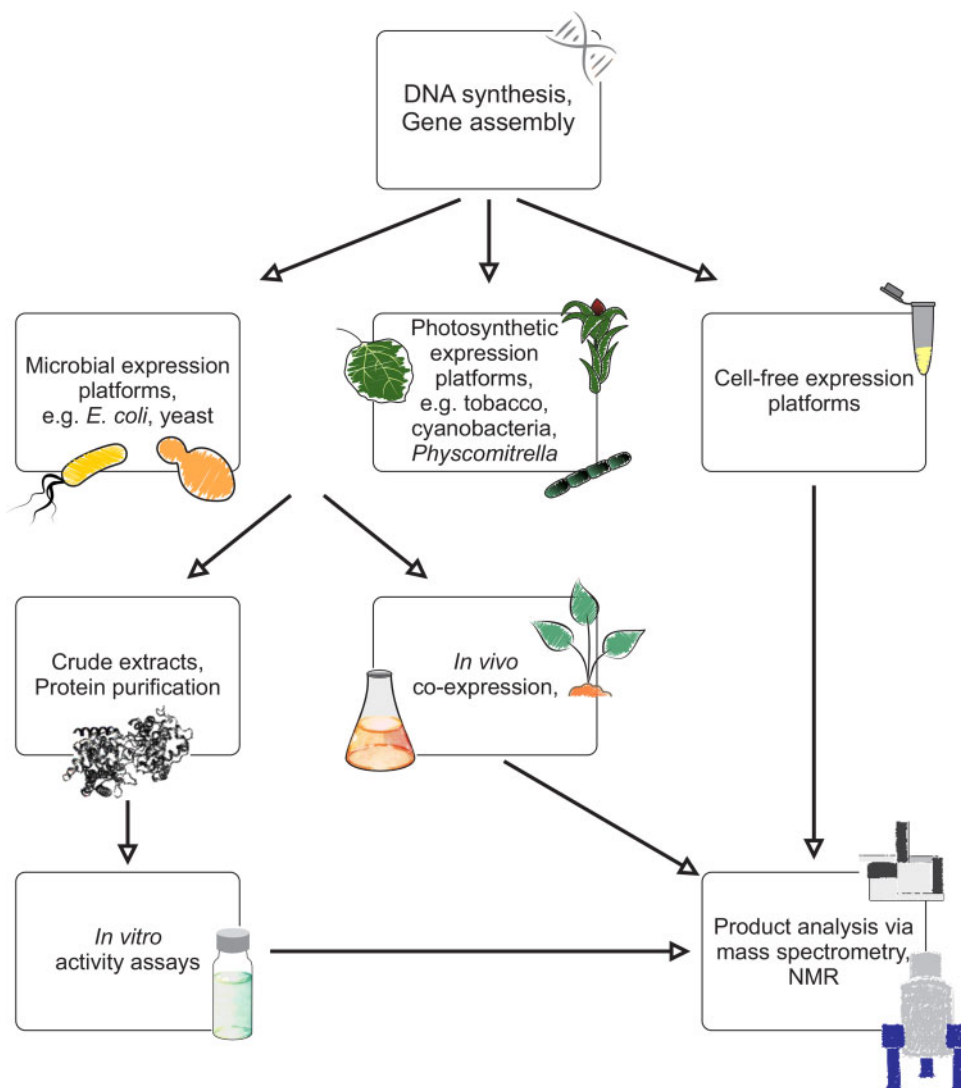 DNA synthesis,
Gene assembly
Microbial expression
platforms,
e.g. E. coli, yeast
Photosynthetic
expression
platforms,
e.g. tobacco,
cyanobacteria,
Physcomitrella
Cell-free expression
platforms
Crude extracts,
Protein purification
In vivo
co-expression,
In vitro
activity assays
Product analysis via
mass spectrometry,
NMR